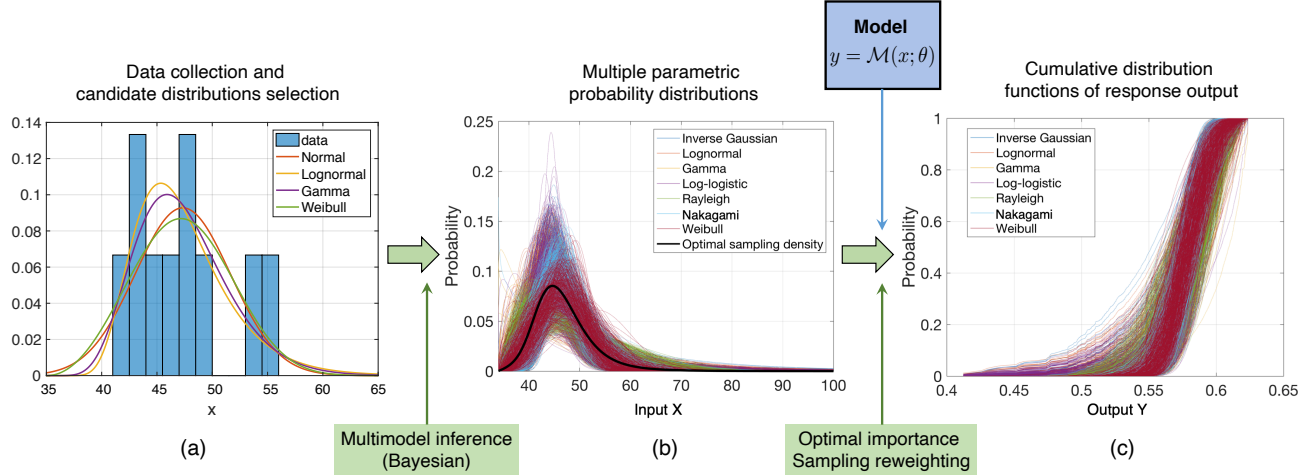 Data collection and
candidate distributions selection
0.14
0.12
0.1
0.08
0.06
0.04
0.02
0
35
40
45
50
55
60
65
x
data
Normal
Lognormal
Gamma
Weibull
(a)
Multimodel inference
(Bayesian)
Multiple parametric
probability distributions
Probability
0.25
0.2
0.15
0.1
0.05
0
40
50
60
70
80
90
100
Input X
Inverse Gaussian
Lognormal
Gamma
Log-logistic
Rayleigh
Nakagami
Weibull
Optimal sampling density
(b)
Model
y = M(x; θ)
Optimal importance
Sampling reweighting
Cumulative distribution
functions of response output
Probability
1
0.8
0.6
0.4
0.2
0
0.4
0.45
0.5
0.55
0.6
0.65
Output Y
Inverse Gaussian
Lognormal
Gamma
Log-logistic
Rayleigh
Nakagami
Weibull
(c)